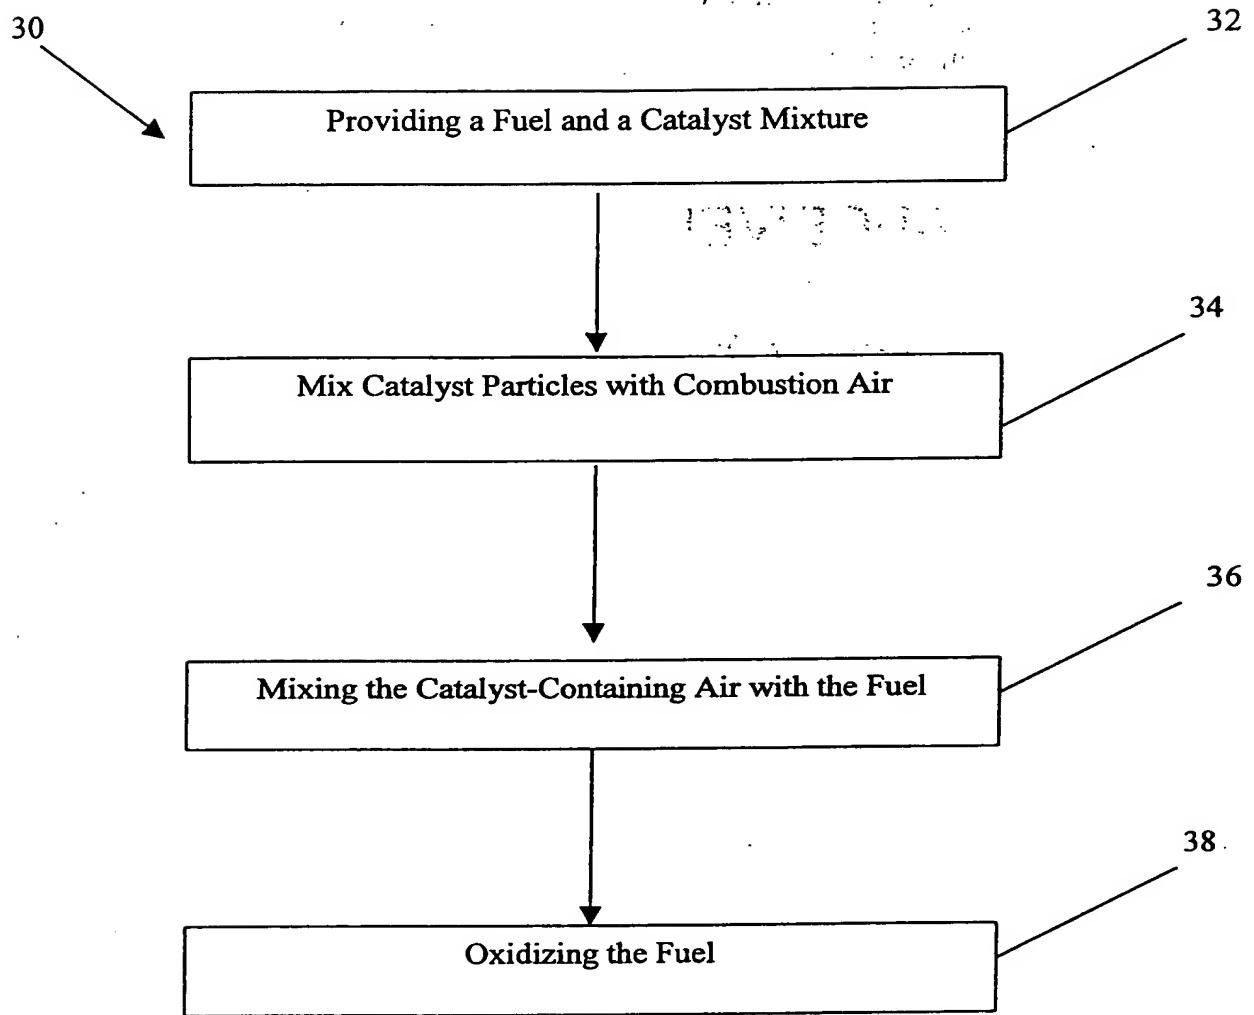 30
32
Providing a Fuel and a Catalyst Mixture
34
Mix Catalyst Particles with Combustion Air
36
Mixing the Catalyst-Containing Air with the Fuel
38
Oxidizing the Fuel